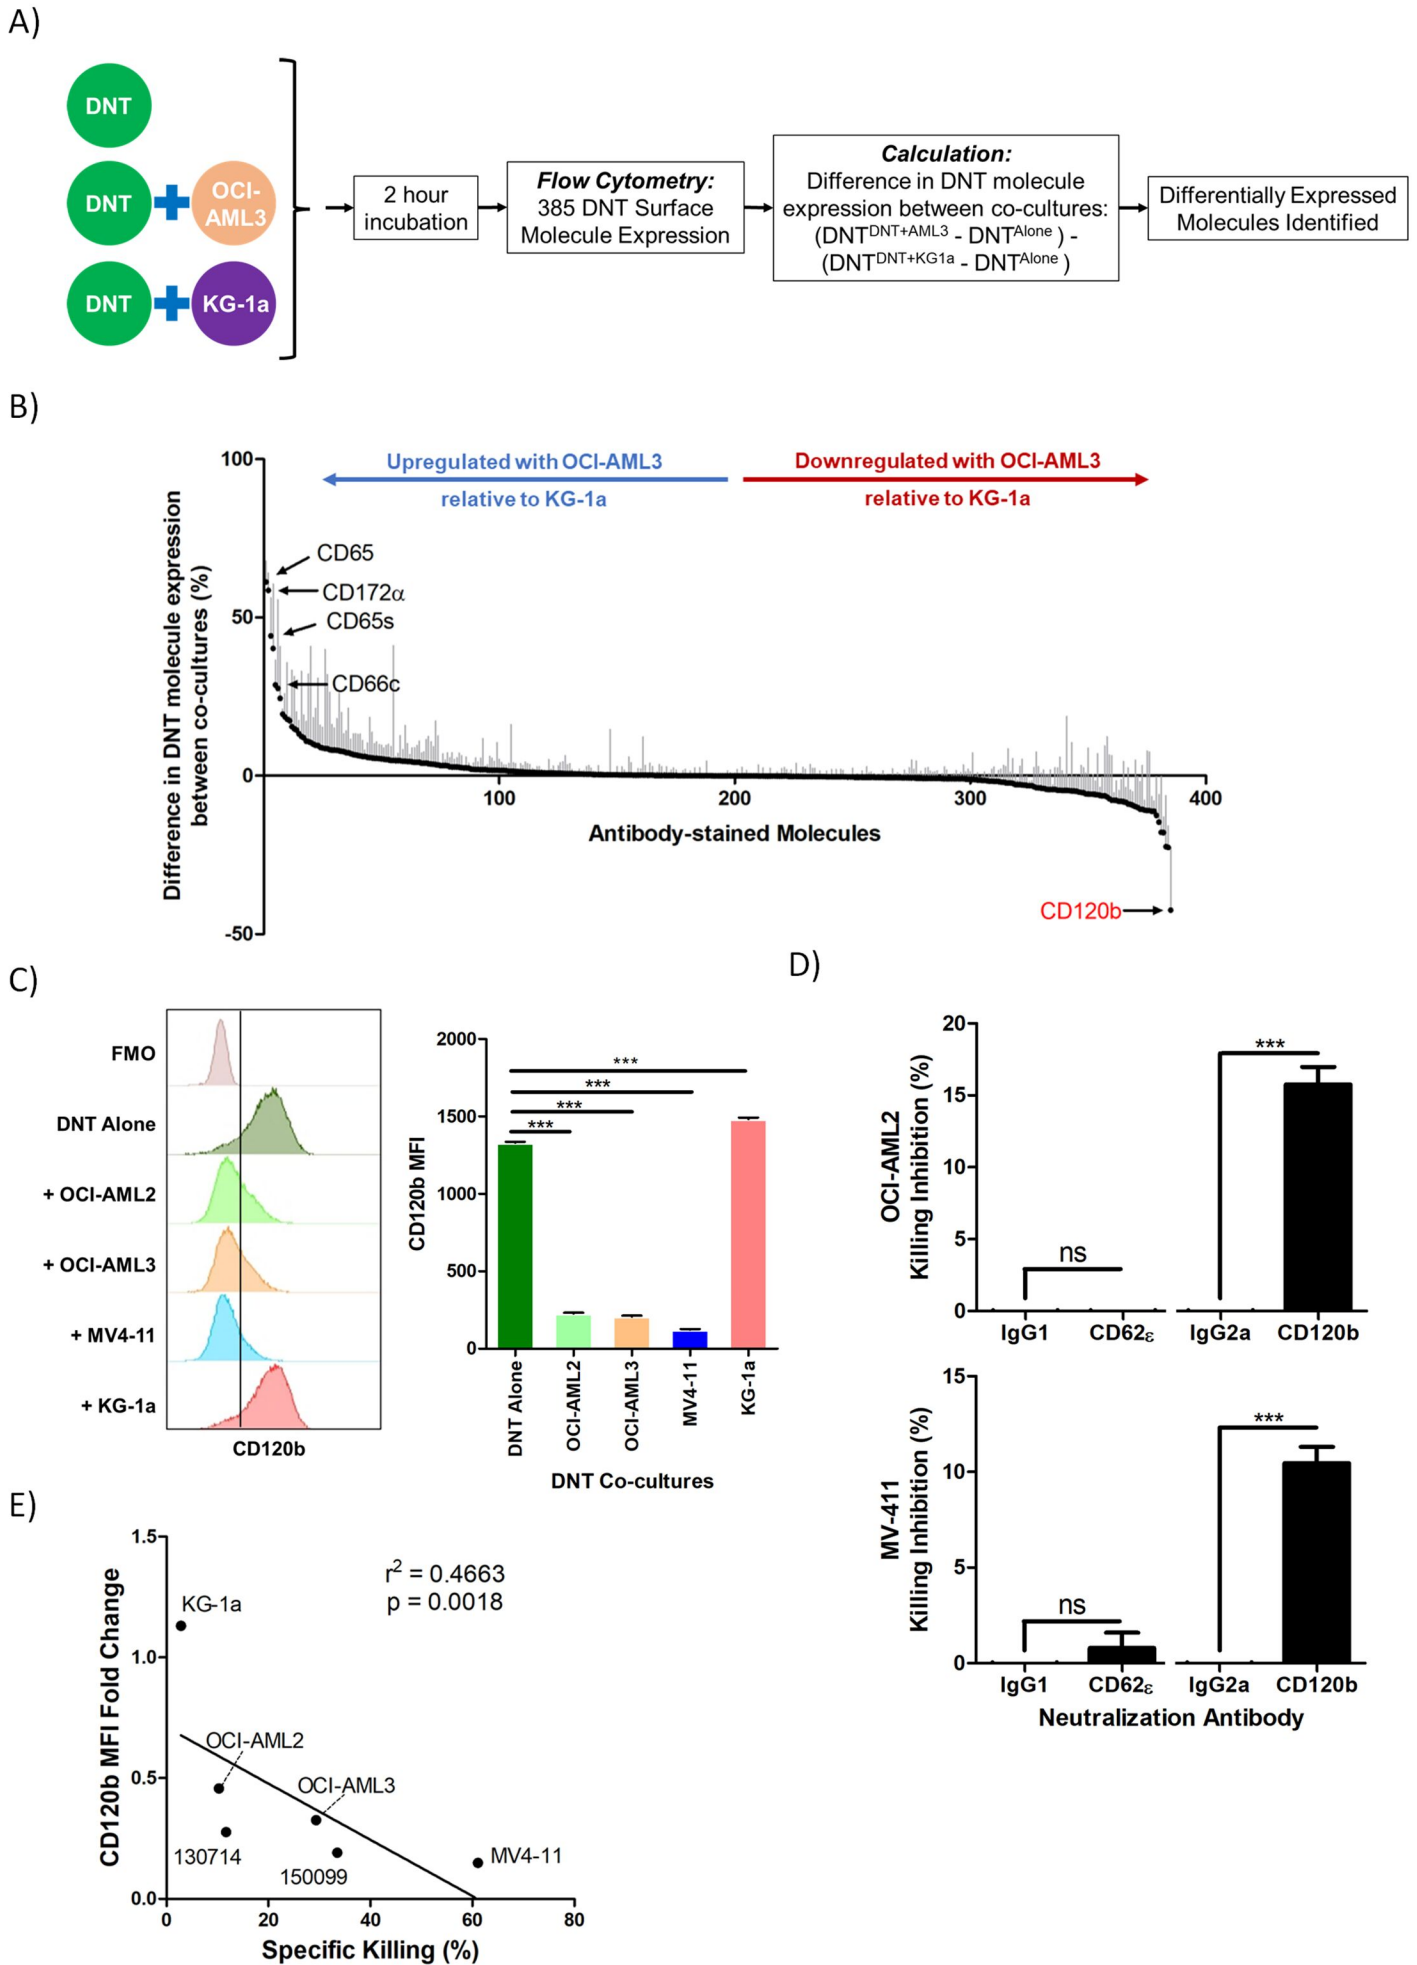 A)
DNT
DNT
OCI-
AML3
DNT
KG-1a
2 hour
incubation
Flow Cytometry:
385 DNT Surface
Molecule Expression
Calculation:
Difference in DNT molecule
expression between co-cultures:
(DNT^DNT+AML3 - DNT^Alone ) -
(DNT^DNT+KG1a - DNT^Alone )
Differentially Expressed
Molecules Identified
B)
Difference in DNT molecule expression
between co-cultures (%)
100
50
0
-50
Upregulated with OCI-AML3
relative to KG-1a
Downregulated with OCI-AML3
relative to KG-1a
CD65
CD172α
CD65s
CD66c
100
200
300
400
Antibody-stained Molecules
CD120b
C)
FMO
DNT Alone
+ OCI-AML2
+ OCI-AML3
+ MV4-11
+ KG-1a
CD120b
CD120b MFI
2000
1500
1000
500
0
***
***
***
***
DNT Alone
OCI-AML2
OCI-AML3
MV4-11
KG-1a
DNT Co-cultures
D)
OCI-AML2
Killing Inhibition (%)
20
15
10
5
0
ns
***
IgG1
CD62ε
IgG2a
CD120b
MV-411
Killing Inhibition (%)
15
10
5
0
ns
***
IgG1
CD62ε
IgG2a
CD120b
Neutralization Antibody
E)
CD120b MFI Fold Change
1.5
1.0
0.5
0.0
r² = 0.4663
p = 0.0018
KG-1a
OCI-AML2
OCI-AML3
130714
150099
MV4-11
0
20
40
60
80
Specific Killing (%)